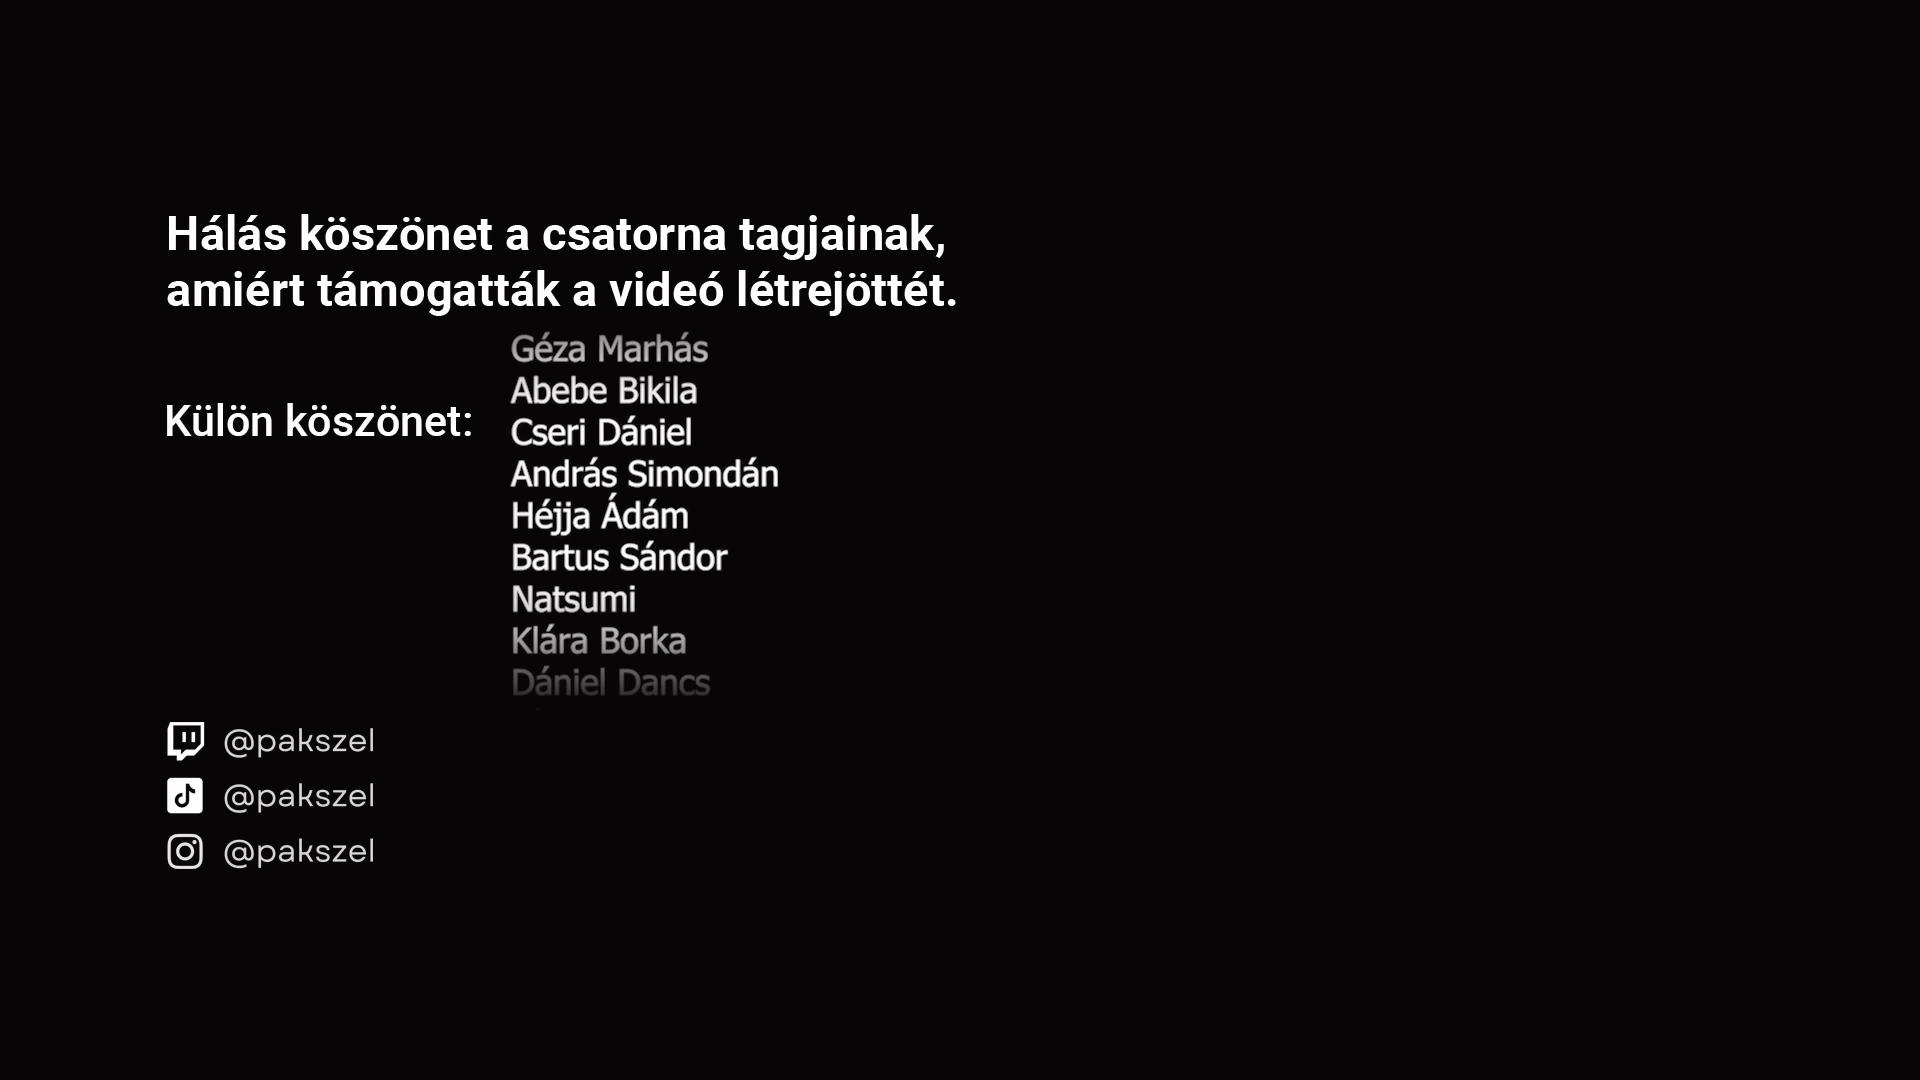 Hálás köszönet a csatorna tagjainak,
amiért támogatták a videó létrejöttét.
Külön köszönet:
Géza Marhás
Abebe Bikila
Cseri Dániel
András Simondán
Héjja Ádám
Bartus Sándor
Natsumi
Klára Borka
Dániel Dancs
@pakszel
@pakszel
@pakszel